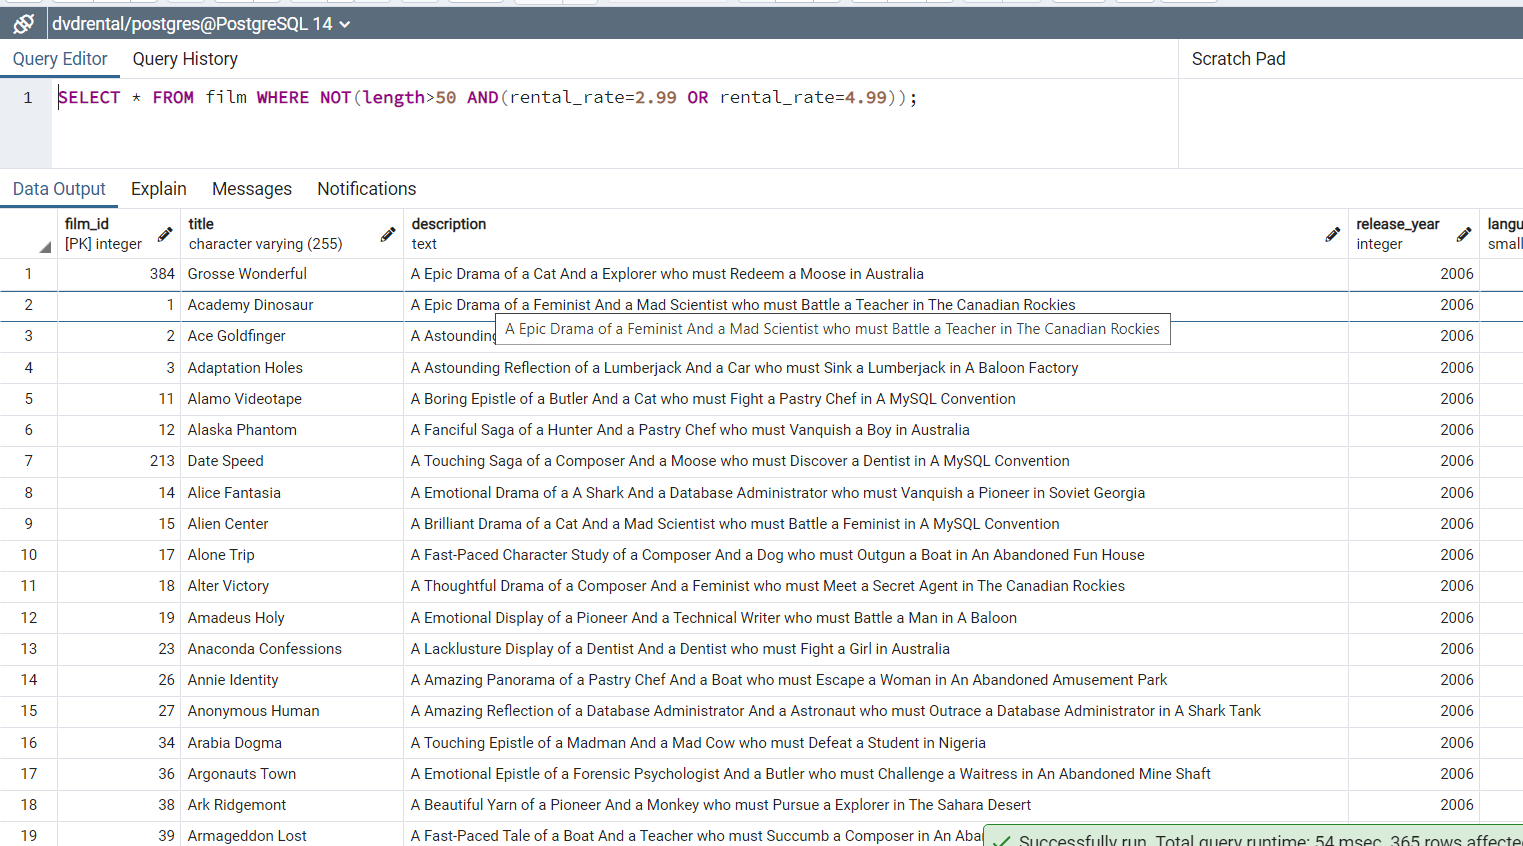 dvdrental/postgres@PostgreSQL 14
Query Editor Query History Scratch Pad
1 SELECT * FROM film WHERE NOT(length>50 AND(rental_rate=2.99 OR rental_rate=4.99));
Data Output Explain Messages Notifications
film_id title description release_year langu
[PK] integer character varying (255) text integer small
1 384 Grosse Wonderful A Epic Drama of a Cat And a Explorer who must Redeem a Moose in Australia 2006
2 1 Academy Dinosaur A Epic Drama of a Feminist And a Mad Scientist who must Battle a Teacher in The Canadian Rockies 2006
A Epic Drama of a Feminist And a Mad Scientist who must Battle a Teacher in The Canadian Rockies
3 2 Ace Goldfinger A Astounding 2006
4 3 Adaptation Holes A Astounding Reflection of a Lumberjack And a Car who must Sink a Lumberjack in A Baloon Factory 2006
5 11 Alamo Videotape A Boring Epistle of a Butler And a Cat who must Fight a Pastry Chef in A MySQL Convention 2006
6 12 Alaska Phantom A Fanciful Saga of a Hunter And a Pastry Chef who must Vanquish a Boy in Australia 2006
7 213 Date Speed A Touching Saga of a Composer And a Moose who must Discover a Dentist in A MySQL Convention 2006
8 14 Alice Fantasia A Emotional Drama of a A Shark And a Database Administrator who must Vanquish a Pioneer in Soviet Georgia 2006
9 15 Alien Center A Brilliant Drama of a Cat And a Mad Scientist who must Battle a Feminist in A MySQL Convention 2006
10 17 Alone Trip A Fast-Paced Character Study of a Composer And a Dog who must Outgun a Boat in An Abandoned Fun House 2006
11 18 Alter Victory A Thoughtful Drama of a Composer And a Feminist who must Meet a Secret Agent in The Canadian Rockies 2006
12 19 Amadeus Holy A Emotional Display of a Pioneer And a Technical Writer who must Battle a Man in A Baloon 2006
13 23 Anaconda Confessions A Lacklusture Display of a Dentist And a Dentist who must Fight a Girl in Australia 2006
14 26 Annie Identity A Amazing Panorama of a Pastry Chef And a Boat who must Escape a Woman in An Abandoned Amusement Park 2006
15 27 Anonymous Human A Amazing Reflection of a Database Administrator And a Astronaut who must Outrace a Database Administrator in A Shark Tank 2006
16 34 Arabia Dogma A Touching Epistle of a Madman And a Mad Cow who must Defeat a Student in Nigeria 2006
17 36 Argonauts Town A Emotional Epistle of a Forensic Psychologist And a Butler who must Challenge a Waitress in An Abandoned Mine Shaft 2006
18 38 Ark Ridgemont A Beautiful Yarn of a Pioneer And a Monkey who must Pursue a Explorer in The Sahara Desert 2006
19 39 Armageddon Lost A Fast-Paced Tale of a Boat And a Teacher who must Succumb a Composer in An Aba
Successfully run. Total query runtime: 54 msec. 365 rows affecte